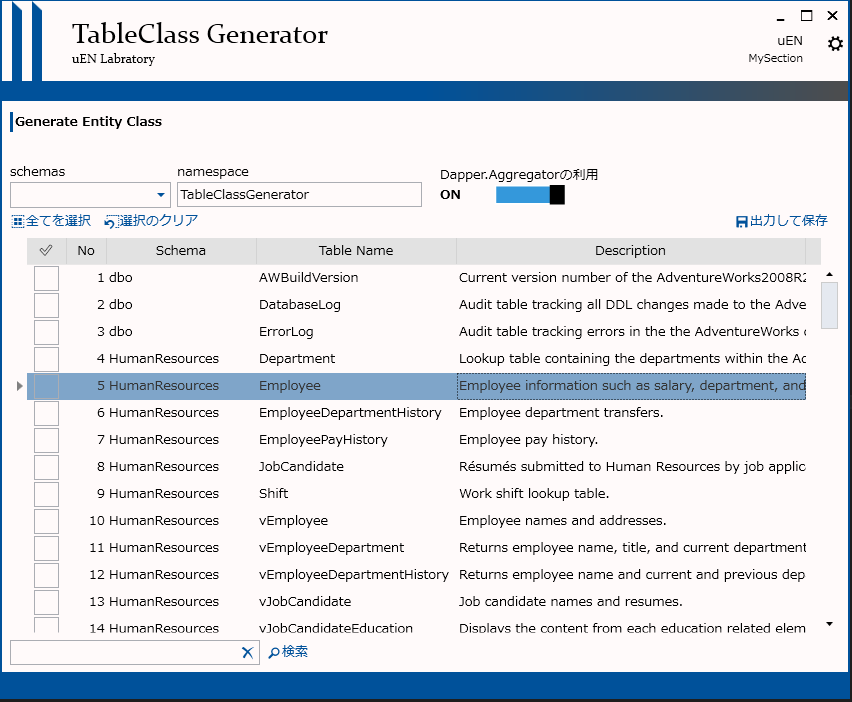 TableClass Generator
uEN Labratory
uEN
MySection
Generate Entity Class
schemas namespace Dapper.Aggregatorの利用
TableClassGenerator ON
全てを選択 選択のクリア 出力して保存
No Schema Table Name Description
1 dbo AWBuildVersion Current version number of the AdventureWorks2008R2
2 dbo DatabaseLog Audit table tracking all DDL changes made to the Adve
3 dbo ErrorLog Audit table tracking errors in the the AdventureWorks
4 HumanResources Department Lookup table containing the departments within the Ad
5 HumanResources Employee Employee information such as salary, department, and
6 HumanResources EmployeeDepartmentHistory Employee department transfers.
7 HumanResources EmployeePayHistory Employee pay history.
8 HumanResources JobCandidate Résumés submitted to Human Resources by job applica
9 HumanResources Shift Work shift lookup table.
10 HumanResources vEmployee Employee names and addresses.
11 HumanResources vEmployeeDepartment Returns employee name, title, and current department
12 HumanResources vEmployeeDepartmentHistory Returns employee name and current and previous dep
13 HumanResources vJobCandidate Job candidate names and resumes.
14 HumanResources vJobCandidateEducation Displays the content from each education related elem
検索